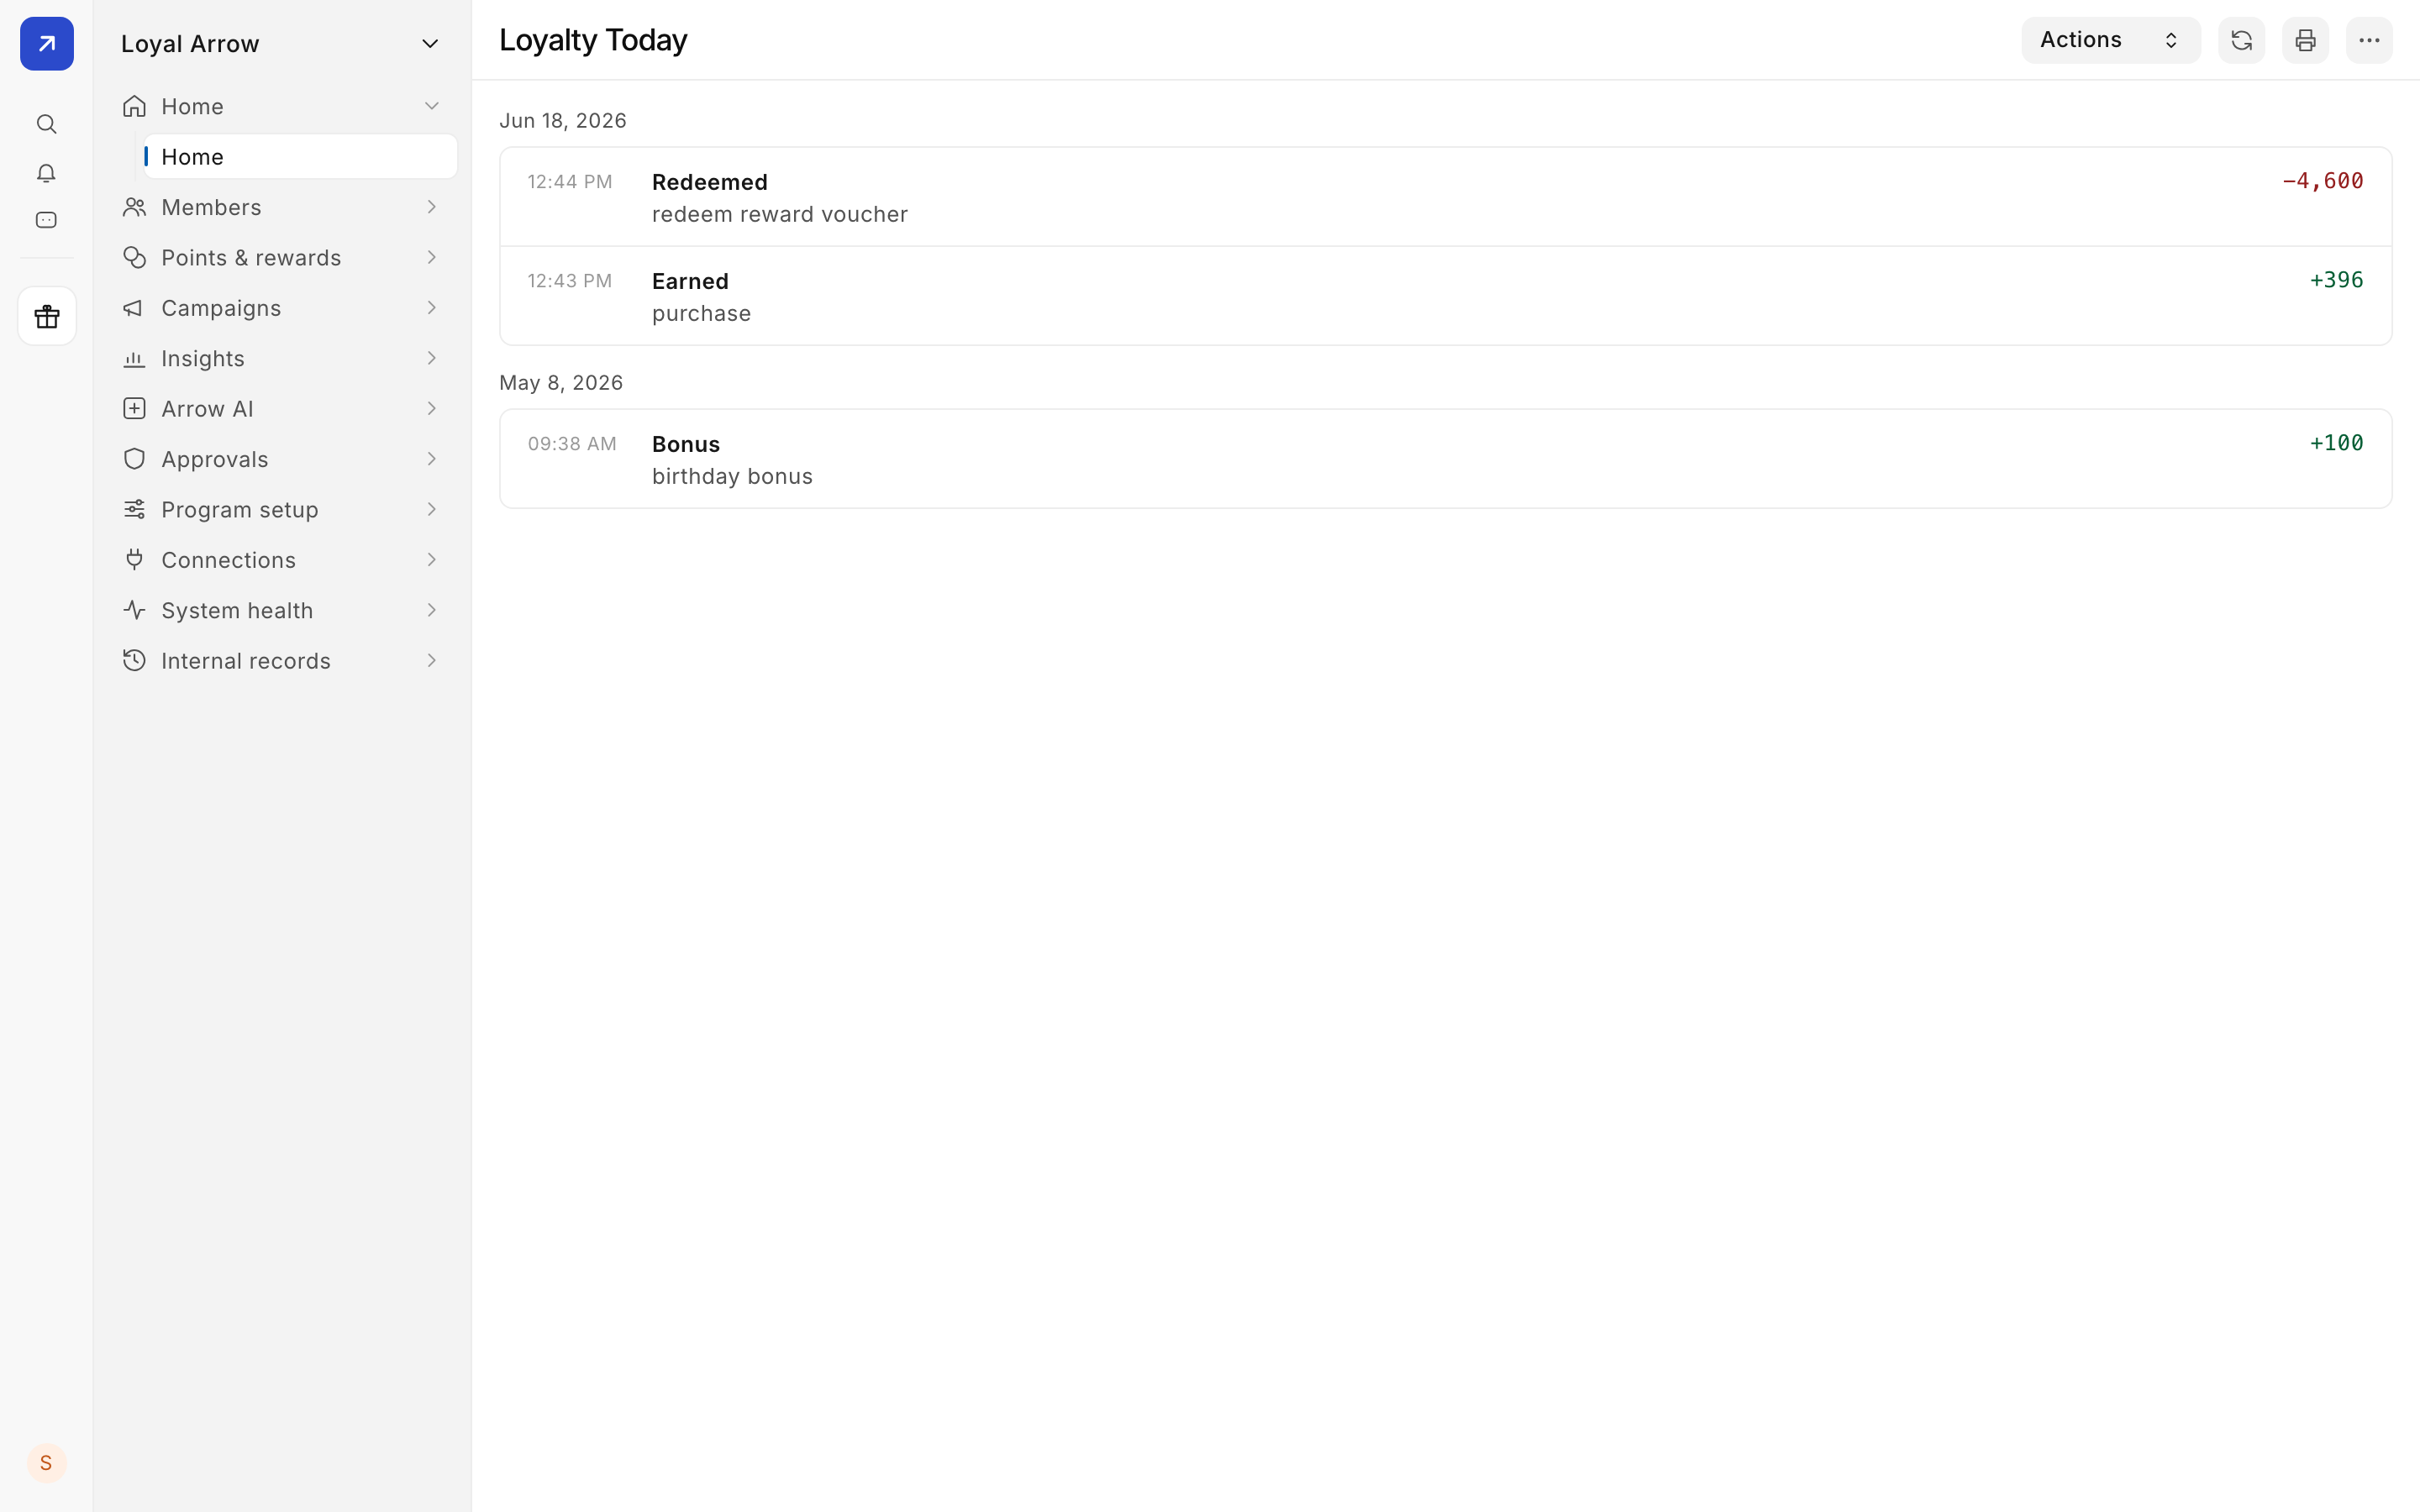 Loyal Arrow
Home
Home
Members
Points & rewards
Campaigns
Insights
Arrow AI
Approvals
Program setup
Connections
System health
Internal records
S
Loyalty Today
Actions
Jun 18, 2026
12:44 PM Redeemed −4,600
redeem reward voucher
12:43 PM Earned +396
purchase
May 8, 2026
09:38 AM Bonus +100
birthday bonus